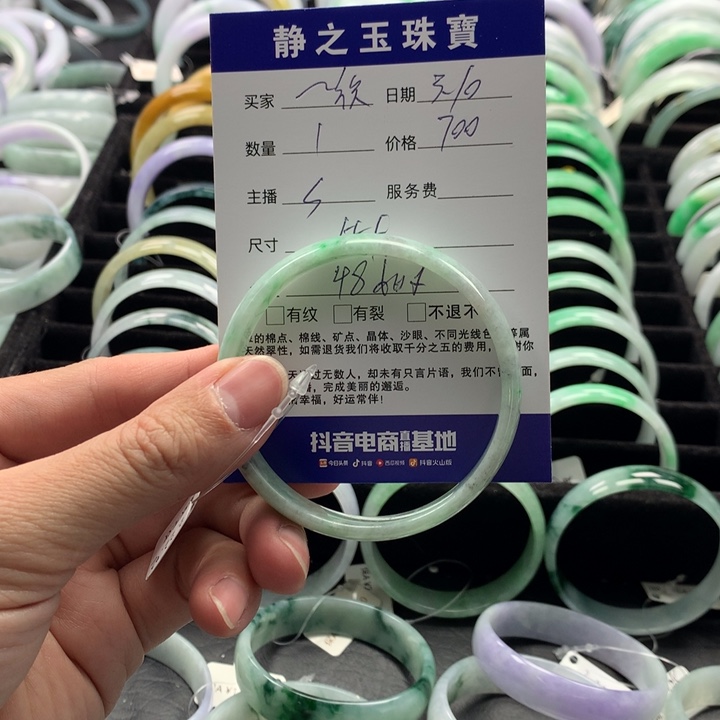 静之玉珠寶
买家 日期
数量 1 价格 700
主播 服务费
尺寸
有纹 有裂 不退不
的棉点、棉线、矿点、晶体、沙眼、不同光线色
天然翠性，如需退货我们将收取千分之五的费用，
过无数人，却未有只言片语，我们不
，完成美丽的邂逅。
幸福，好运常伴！
抖音电商直播基地
今日头条 抖音 西瓜视频 抖音火山版